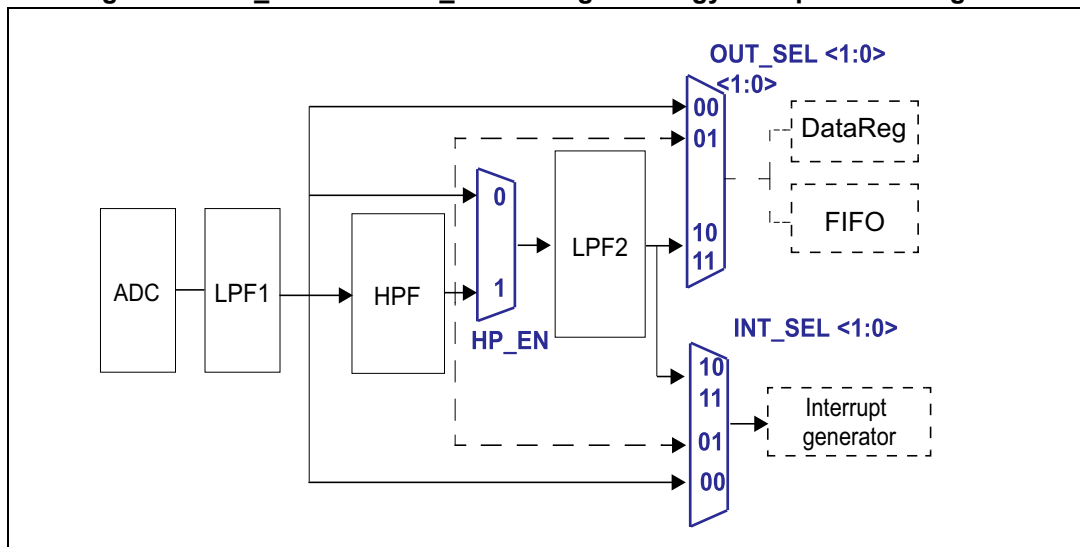 OUT_SEL <1:0>
<1:0>
00
01
DataReg
0
10
11
FIFO
ADC
LPF1
HPF
LPF2
1
HP_EN
INT_SEL <1:0>
10
11
01
00
Interrupt
generator